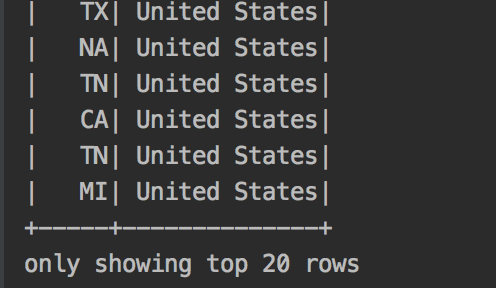 |   TX| United States|
|   NA| United States|
|   TN| United States|
|   CA| United States|
|   TN| United States|
|   MI| United States|
+-----+--------------+
only showing top 20 rows